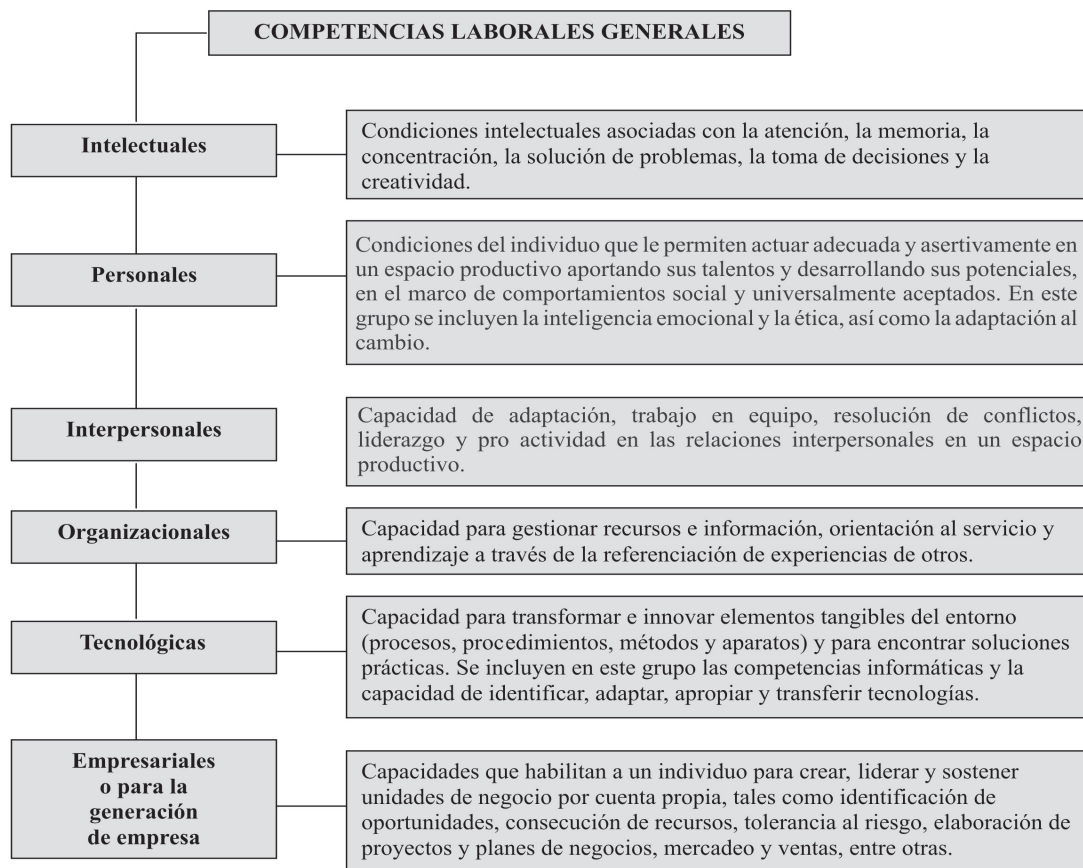 COMPETENCIAS LABORALES GENERALES
Intelectuales
Condiciones intelectuales asociadas con la atención, la memoria, la
concentración, la solución de problemas, la toma de decisiones y la
creatividad.
Personales
Condiciones del individuo que le permiten actuar adecuada y asertivamente en
un espacio productivo aportando sus talentos y desarrollando sus potenciales,
en el marco de comportamientos social y universalmente aceptados. En este
grupo se incluyen la inteligencia emocional y la ética, así como la adaptación al
cambio.
Interpersonales
Capacidad de adaptación, trabajo en equipo, resolución de conflictos,
liderazgo y pro actividad en las relaciones interpersonales en un espacio
productivo.
Organizacionales
Capacidad para gestionar recursos e información, orientación al servicio y
aprendizaje a través de la referenciación de experiencias de otros.
Tecnológicas
Capacidad para transformar e innovar elementos tangibles del entorno
(procesos, procedimientos, métodos y aparatos) y para encontrar soluciones
prácticas. Se incluyen en este grupo las competencias informáticas y la
capacidad de identificar, adaptar, apropiar y transferir tecnologías.
Empresariales
o para la
generación
de empresa
Capacidades que habilitan a un individuo para crear, liderar y sostener
unidades de negocio por cuenta propia, tales como identificación de
oportunidades, consecución de recursos, tolerancia al riesgo, elaboración de
proyectos y planes de negocios, mercadeo y ventas, entre otras.